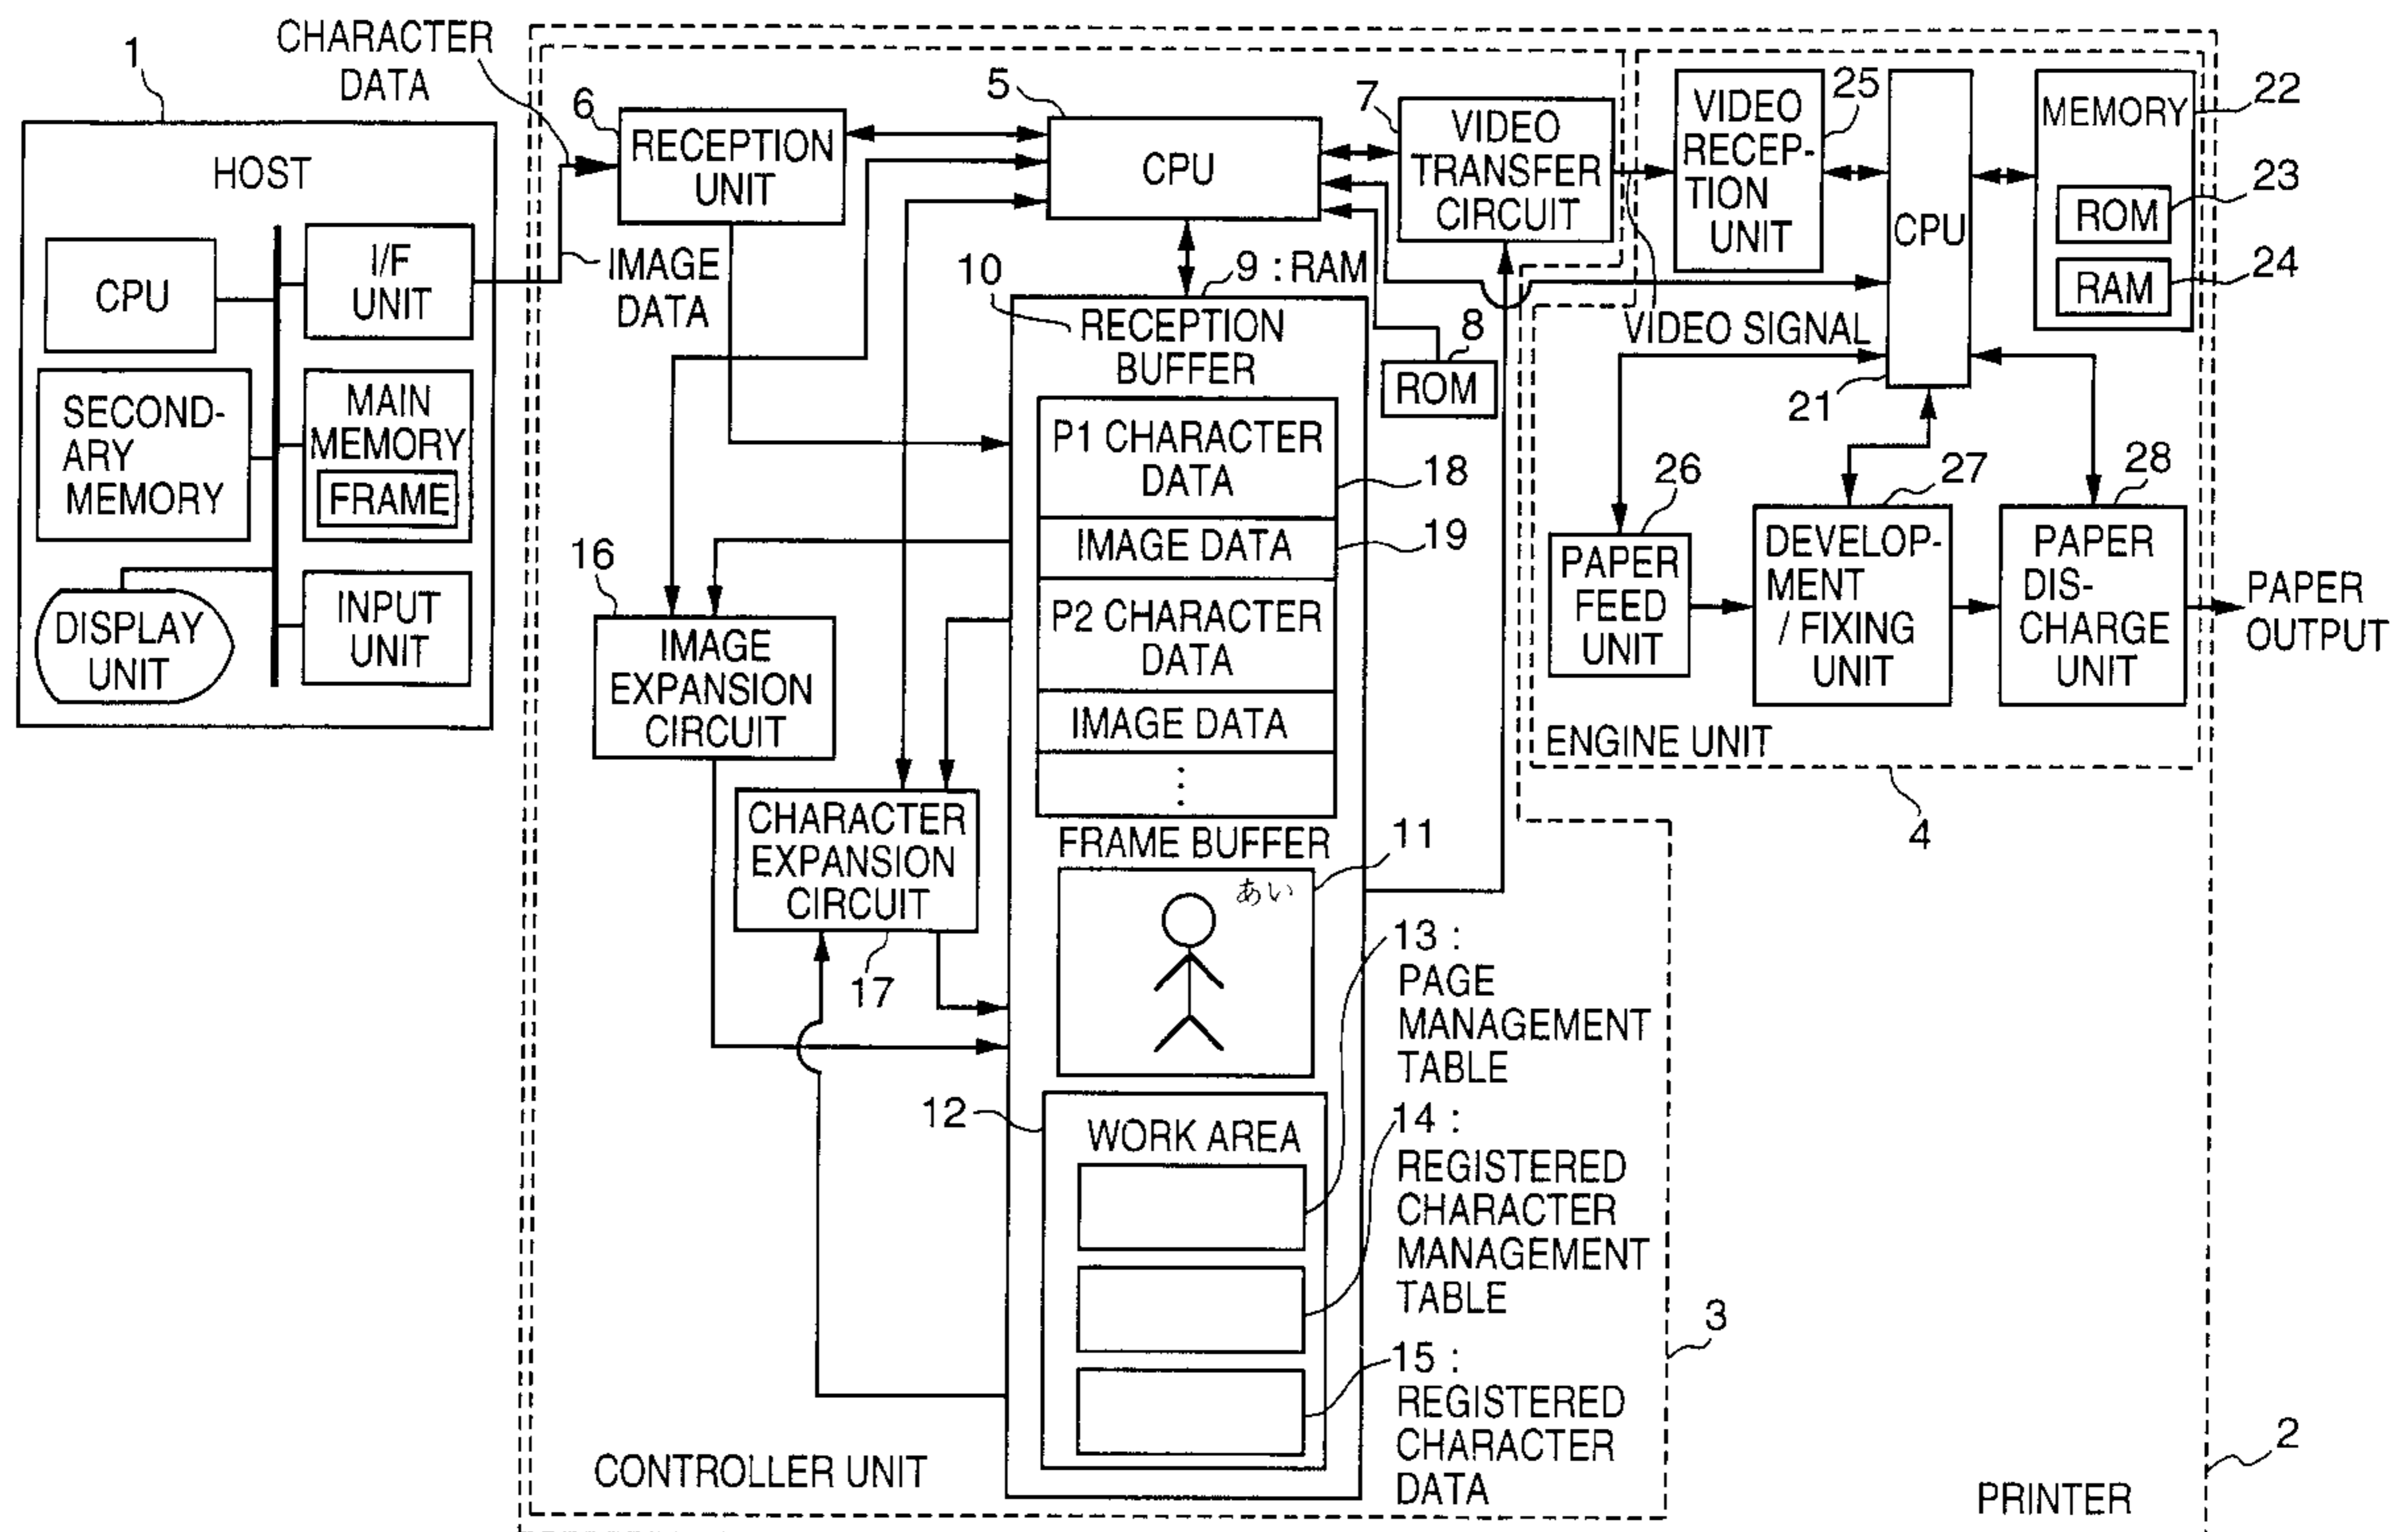 1
CHARACTER
DATA
HOST
CPU
I/F
UNIT
SECOND-
ARY
MEMORY
MAIN
MEMORY
FRAME
DISPLAY
UNIT
INPUT
UNIT
IMAGE
DATA
6
RECEPTION
UNIT
5
CPU
7
VIDEO
TRANSFER
CIRCUIT
9 : RAM
10
RECEPTION
BUFFER
8
ROM
P1 CHARACTER
DATA
18
IMAGE DATA
19
P2 CHARACTER
DATA
IMAGE DATA
⋮
16
IMAGE
EXPANSION
CIRCUIT
CHARACTER
EXPANSION
CIRCUIT
17
FRAME BUFFER
11
あい
12
WORK AREA
13 :
PAGE
MANAGEMENT
TABLE
14 :
REGISTERED
CHARACTER
MANAGEMENT
TABLE
15 :
REGISTERED
CHARACTER
DATA
CONTROLLER UNIT
3
VIDEO
RECEP-
TION
UNIT
25
CPU
21
MEMORY
22
ROM
23
RAM
24
VIDEO SIGNAL
26
PAPER
FEED
UNIT
27
DEVELOP-
MENT
/ FIXING
UNIT
28
PAPER
DIS-
CHARGE
UNIT
PAPER
OUTPUT
ENGINE UNIT
4
2
PRINTER